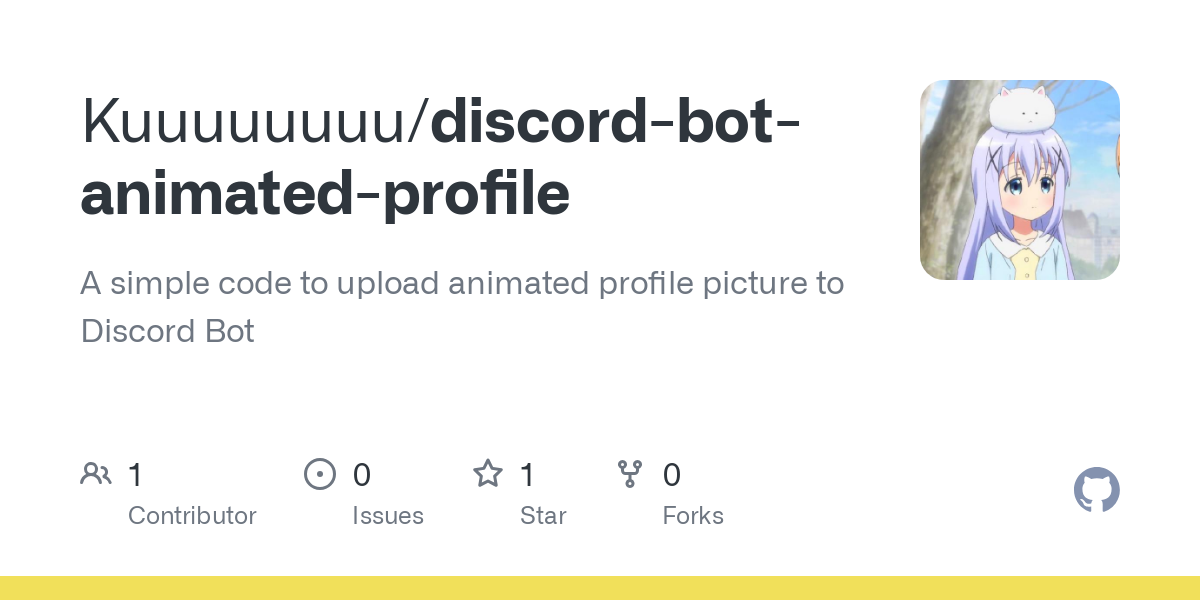 Kuuuuuuuu/discord-bot-
animated-profile
A simple code to upload animated profile picture to
Discord Bot
1
Contributor
0
Issues
1
Star
0
Forks